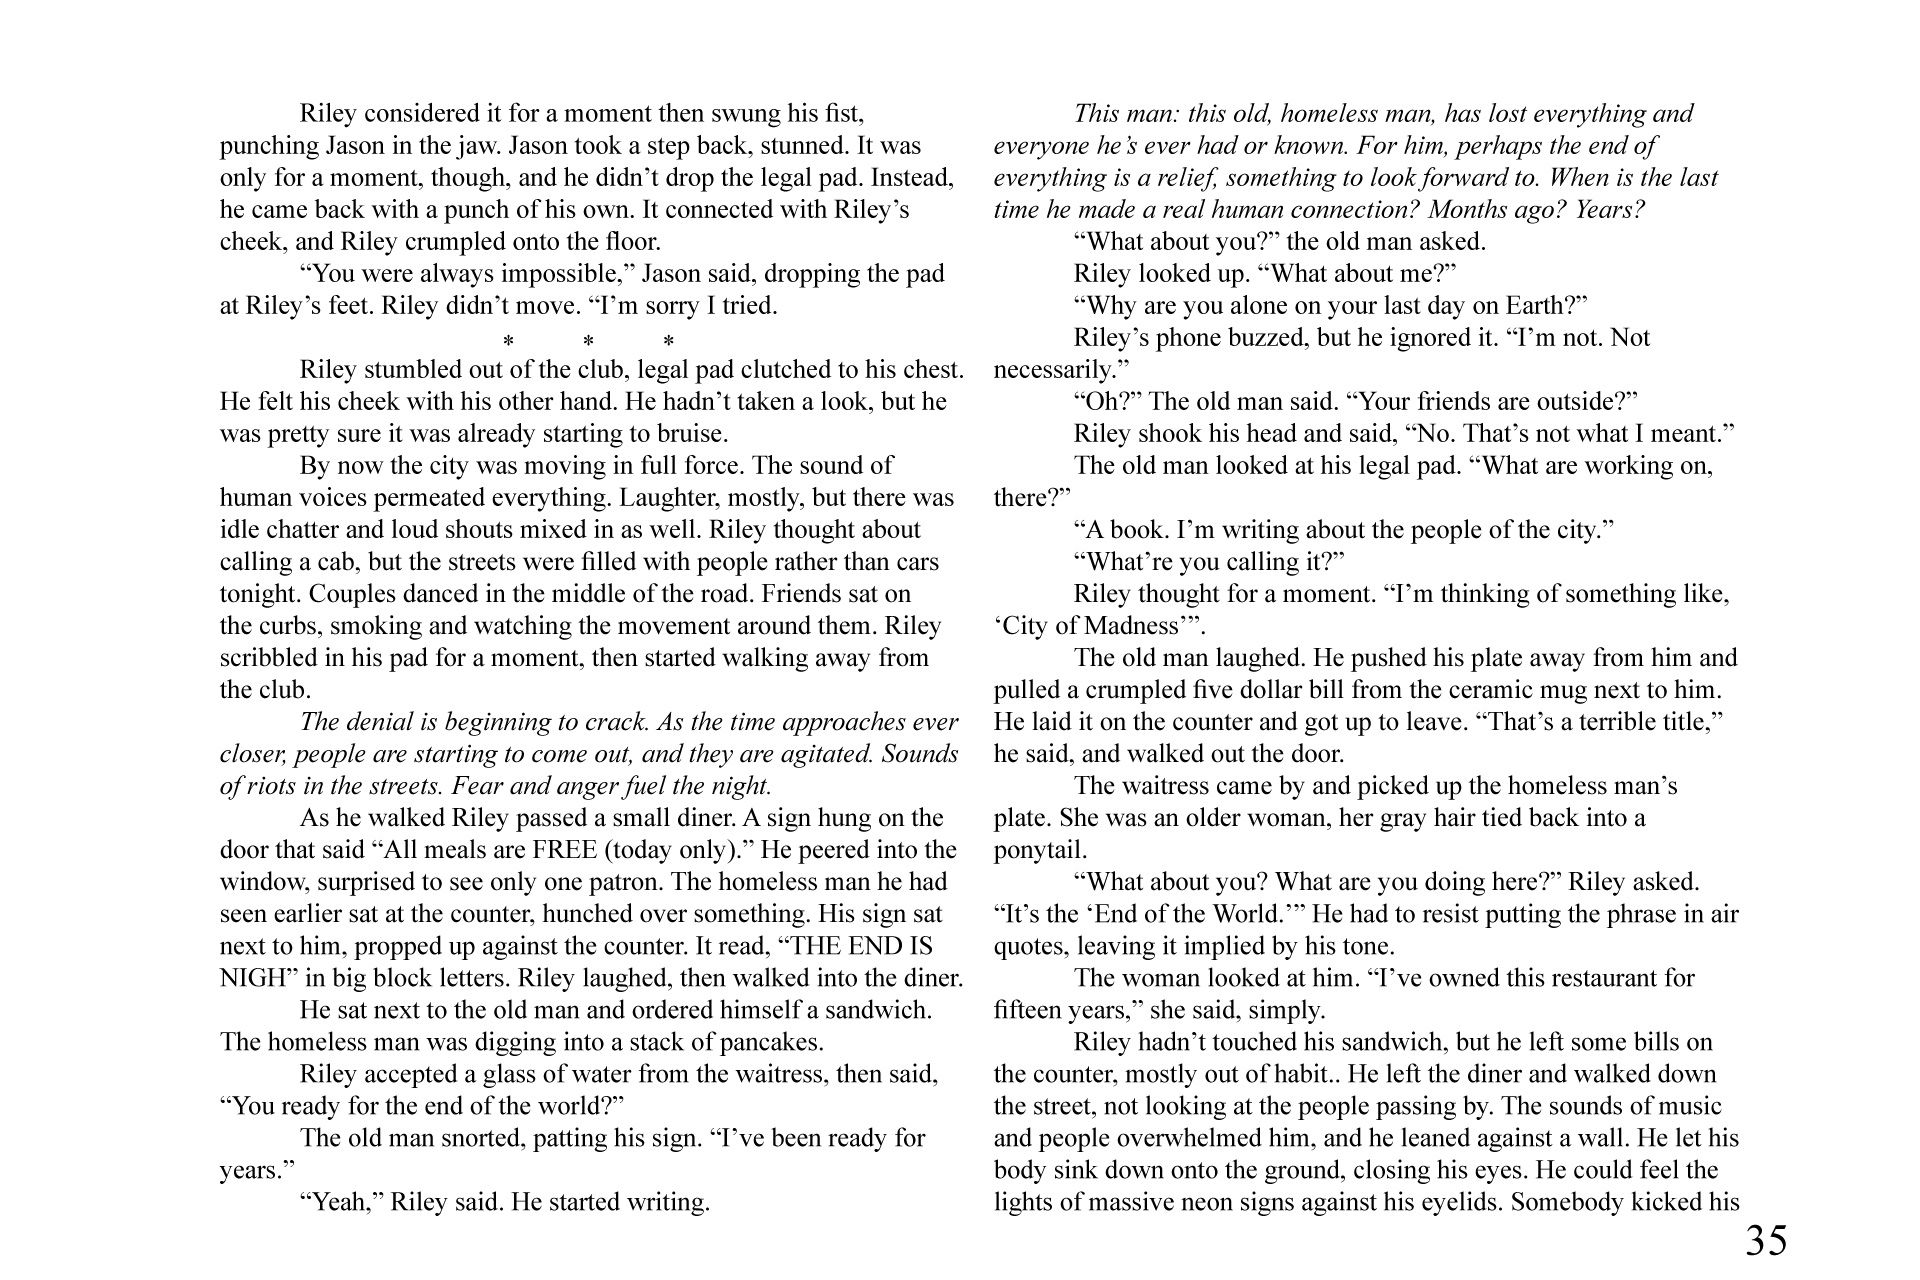 Riley considered it for a moment then swung his fist,
punching Jason in the jaw. Jason took a step back, stunned. It was
only for a moment, though, and he didn’t drop the legal pad. Instead,
he came back with a punch of his own. It connected with Riley’s
cheek, and Riley crumpled onto the floor.
“You were always impossible,” Jason said, dropping the pad
at Riley’s feet. Riley didn’t move. “I’m sorry I tried.
* * *
Riley stumbled out of the club, legal pad clutched to his chest.
He felt his cheek with his other hand. He hadn’t taken a look, but he
was pretty sure it was already starting to bruise.
By now the city was moving in full force. The sound of
human voices permeated everything. Laughter, mostly, but there was
idle chatter and loud shouts mixed in as well. Riley thought about
calling a cab, but the streets were filled with people rather than cars
tonight. Couples danced in the middle of the road. Friends sat on
the curbs, smoking and watching the movement around them. Riley
scribbled in his pad for a moment, then started walking away from
the club.
The denial is beginning to crack. As the time approaches ever
closer, people are starting to come out, and they are agitated. Sounds
of riots in the streets. Fear and anger fuel the night.
As he walked Riley passed a small diner. A sign hung on the
door that said “All meals are FREE (today only).” He peered into the
window, surprised to see only one patron. The homeless man he had
seen earlier sat at the counter, hunched over something. His sign sat
next to him, propped up against the counter. It read, “THE END IS
NIGH” in big block letters. Riley laughed, then walked into the diner.
He sat next to the old man and ordered himself a sandwich.
The homeless man was digging into a stack of pancakes.
Riley accepted a glass of water from the waitress, then said,
“You ready for the end of the world?”
The old man snorted, patting his sign. “I’ve been ready for
years.”
“Yeah,” Riley said. He started writing.
This man: this old, homeless man, has lost everything and
everyone he’s ever had or known. For him, perhaps the end of
everything is a relief, something to look forward to. When is the last
time he made a real human connection? Months ago? Years?
“What about you?” the old man asked.
Riley looked up. “What about me?”
“Why are you alone on your last day on Earth?”
Riley’s phone buzzed, but he ignored it. “I’m not. Not
necessarily.”
“Oh?” The old man said. “Your friends are outside?”
Riley shook his head and said, “No. That’s not what I meant.”
The old man looked at his legal pad. “What are working on,
there?”
“A book. I’m writing about the people of the city.”
“What’re you calling it?”
Riley thought for a moment. “I’m thinking of something like,
‘City of Madness’”.
The old man laughed. He pushed his plate away from him and
pulled a crumpled five dollar bill from the ceramic mug next to him.
He laid it on the counter and got up to leave. “That’s a terrible title,”
he said, and walked out the door.
The waitress came by and picked up the homeless man’s
plate. She was an older woman, her gray hair tied back into a
ponytail.
“What about you? What are you doing here?” Riley asked.
“It’s the ‘End of the World.’” He had to resist putting the phrase in air
quotes, leaving it implied by his tone.
The woman looked at him. “I’ve owned this restaurant for
fifteen years,” she said, simply.
Riley hadn’t touched his sandwich, but he left some bills on
the counter, mostly out of habit.. He left the diner and walked down
the street, not looking at the people passing by. The sounds of music
and people overwhelmed him, and he leaned against a wall. He let his
body sink down onto the ground, closing his eyes. He could feel the
lights of massive neon signs against his eyelids. Somebody kicked his
35